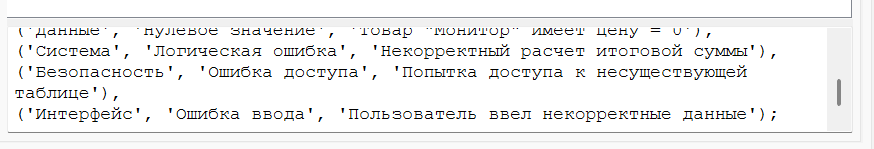 ('Данные', 'Нулевое значение', 'Товар "Монитор" имеет цену = 0'),
('Система', 'Логическая ошибка', 'Некорректный расчет итоговой суммы'),
('Безопасность', 'Ошибка доступа', 'Попытка доступа к несуществующей
таблице'),
('Интерфейс', 'Ошибка ввода', 'Пользователь ввел некорректные данные');